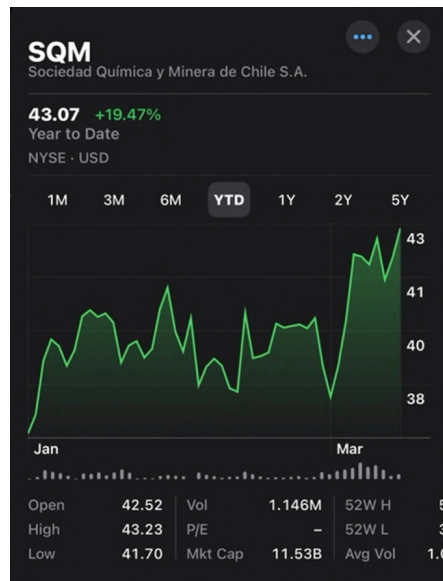 SQM
Sociedad Química y Minera de Chile S.A.
43.07 +19.47%
Year to Date
NYSE · USD
1M 3M 6M YTD 1Y 2Y 5Y
43
41
40
38
Jan Mar
Open 42.52 Vol 1.146M 52W H
High 43.23 P/E – 52W L
Low 41.70 Mkt Cap 11.53B Avg Vol